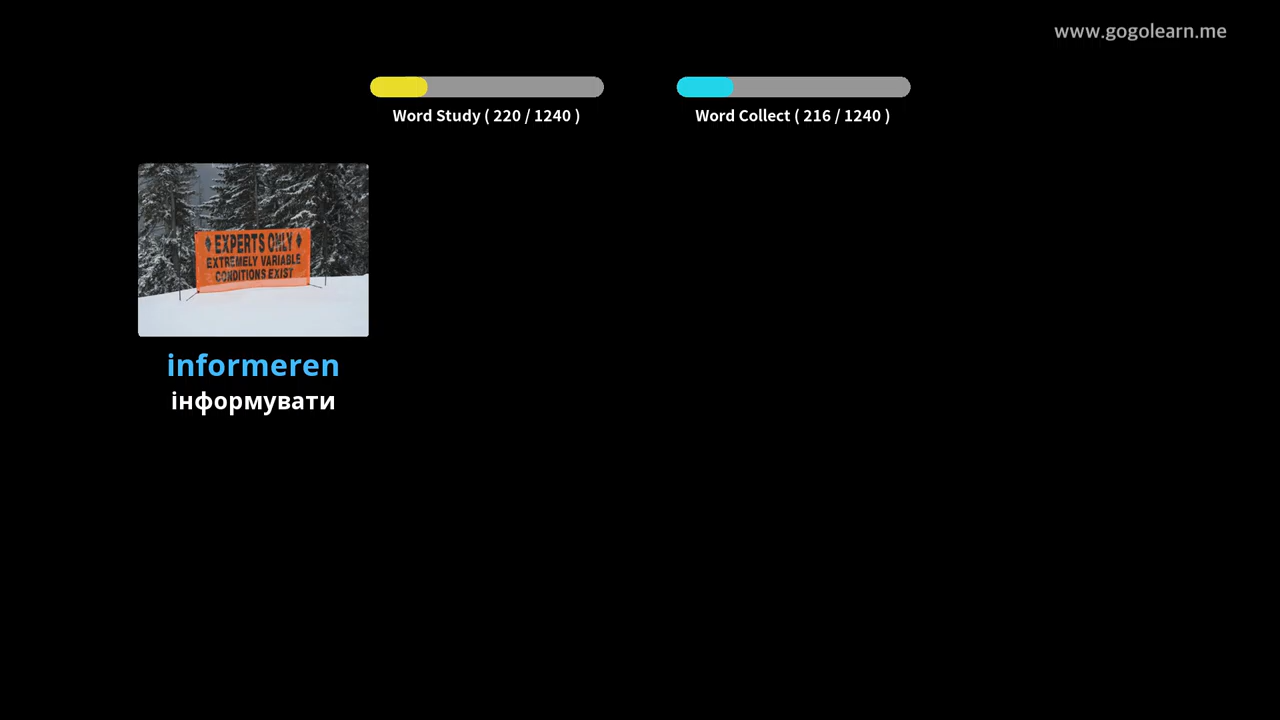 www.gogolearn.me
Word Study ( 220 / 1240 )
Word Collect ( 216 / 1240 )
EXPERTS ONLY
EXTREMELY VARIABLE
CONDITIONS EXIST
informeren
інформувати